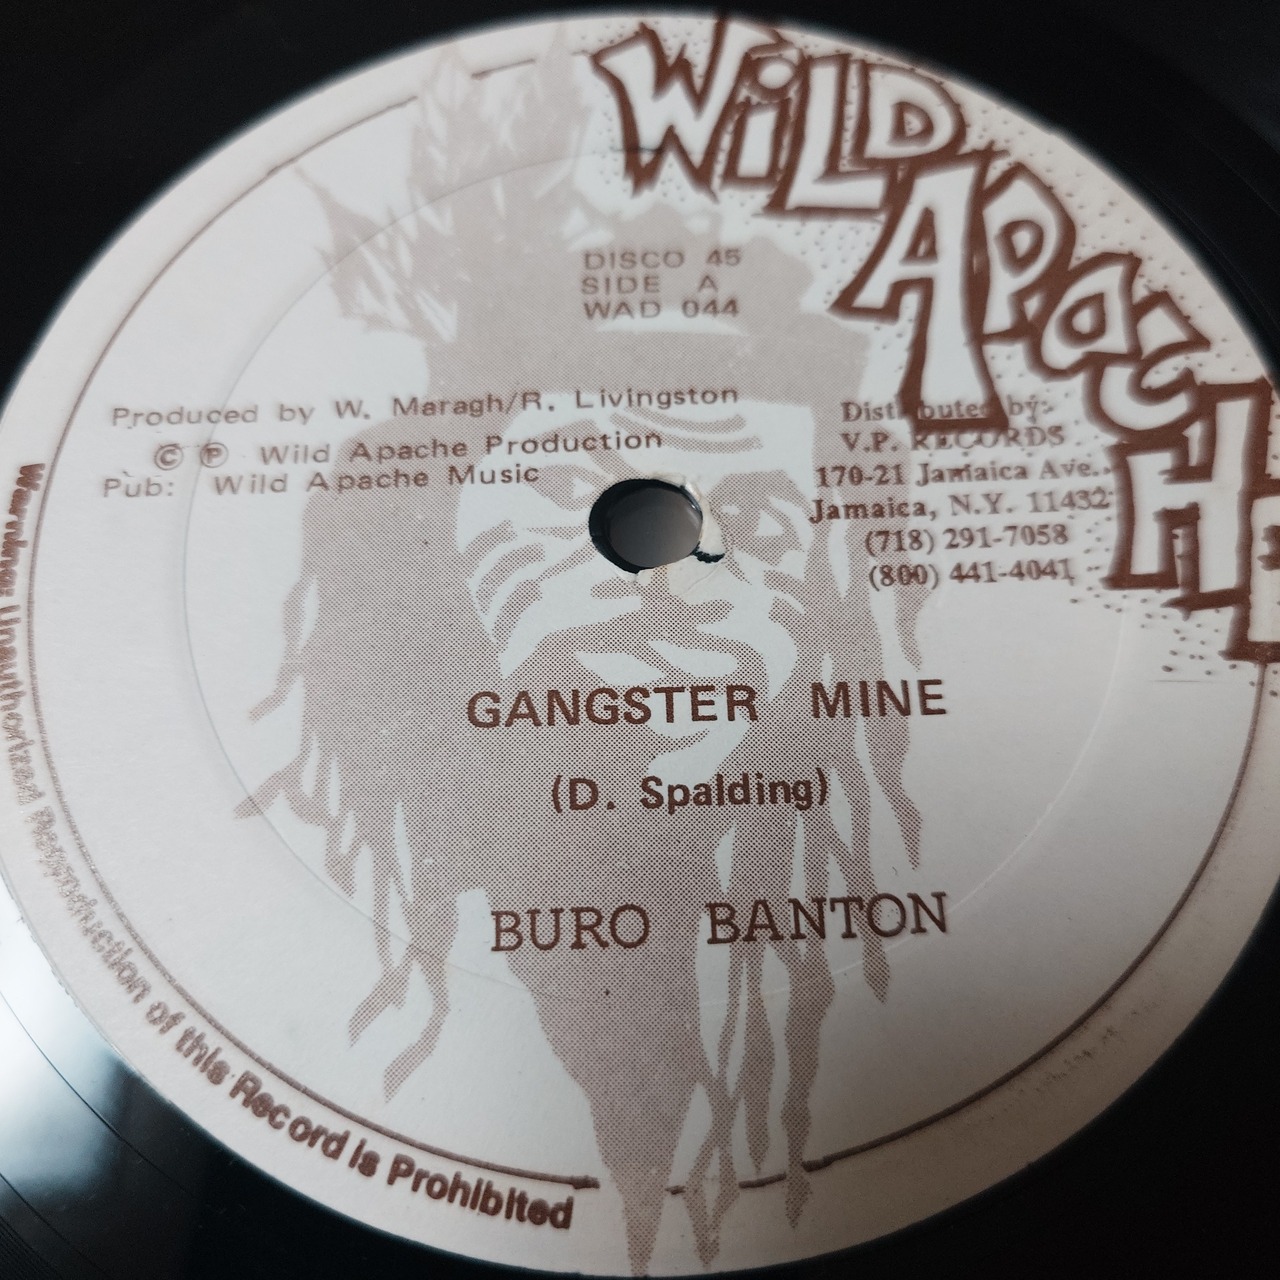 WiLD
APacHE
DISCO 45
SIDE A
WAD 044
Produced by W. Maragh/R. Livingston
© ℗ Wild Apache Production
Pub: Wild Apache Music
Distributed by:
V.P. RECORDS
170-21 Jamaica Ave.
Jamaica, N.Y. 11432
(718) 291-7058
(800) 441-4041
GANGSTER MINE
(D. Spalding)
BURO BANTON
Warning: Unauthorized Reproduction of this Record is Prohibited